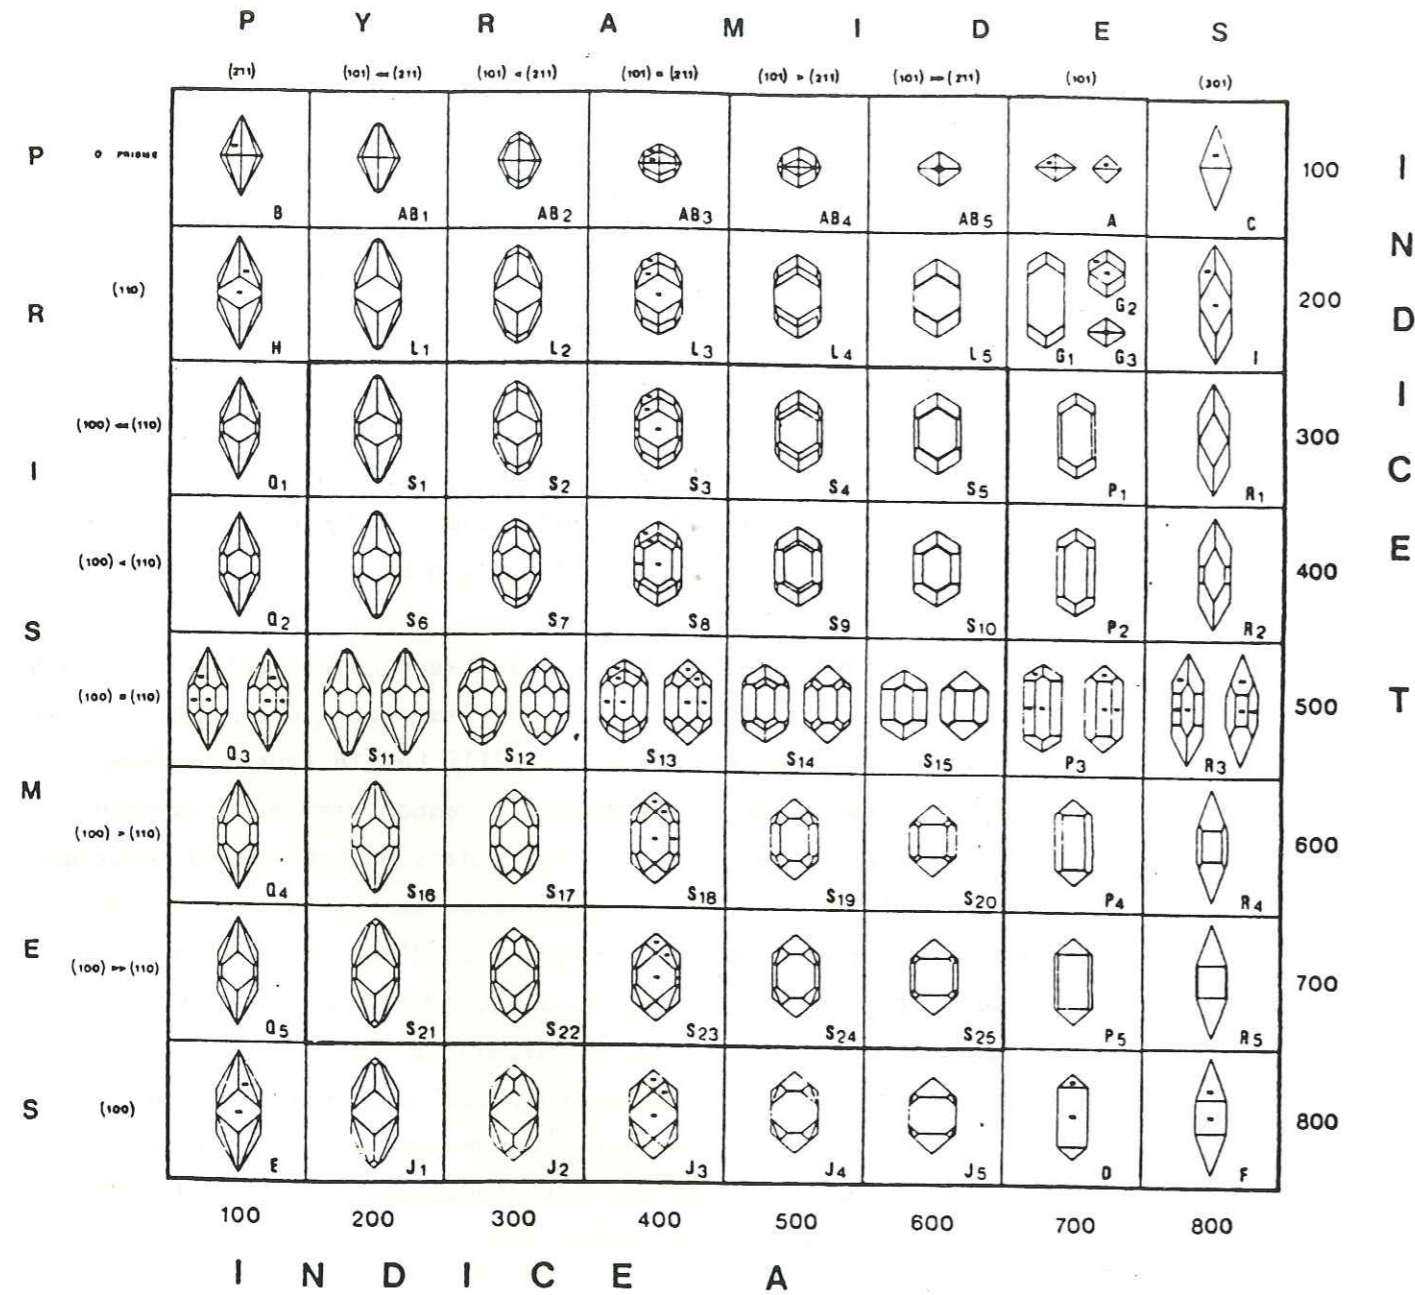 P Y R A M I D E S
(211) (101) << (211) (101) < (211) (101) = (211) (101) > (211) (101) >> (211) (101) (301)
0 PRISME B AB1 AB2 AB3 AB4 AB5 A C 100
(110) H L1 L2 L3 L4 L5 G1 G2 G3 I 200
(100) << (110) Q1 S1 S2 S3 S4 S5 P1 R1 300
(100) < (110) Q2 S6 S7 S8 S9 S10 P2 R2 400
(100) = (110) Q3 S11 S12 S13 S14 S15 P3 R3 500
(100) > (110) Q4 S16 S17 S18 S19 S20 P4 R4 600
(100) >> (110) Q5 S21 S22 S23 S24 S25 P5 R5 700
(100) E J1 J2 J3 J4 J5 D F 800
100 200 300 400 500 600 700 800
I N D I C E A
P R I S M E S
I N D I C E T